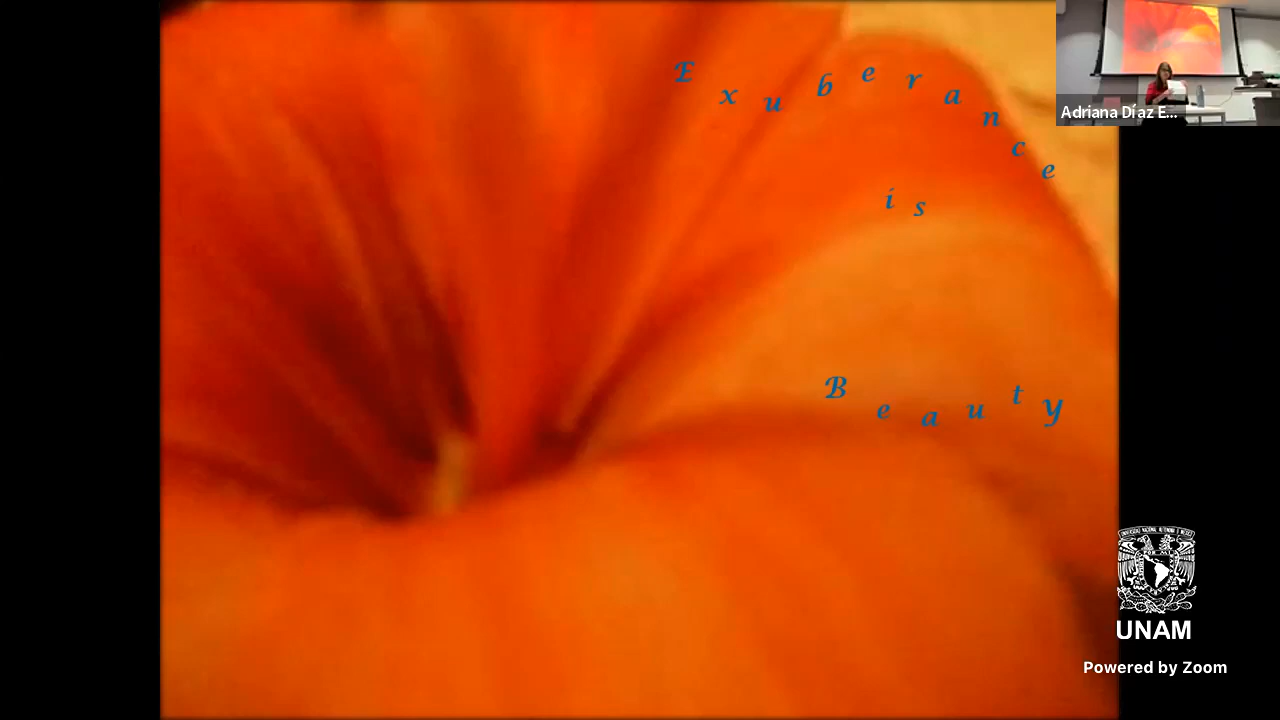 Exuberance
is
Beauty
Adriana Díaz E...
UNAM
Powered by Zoom